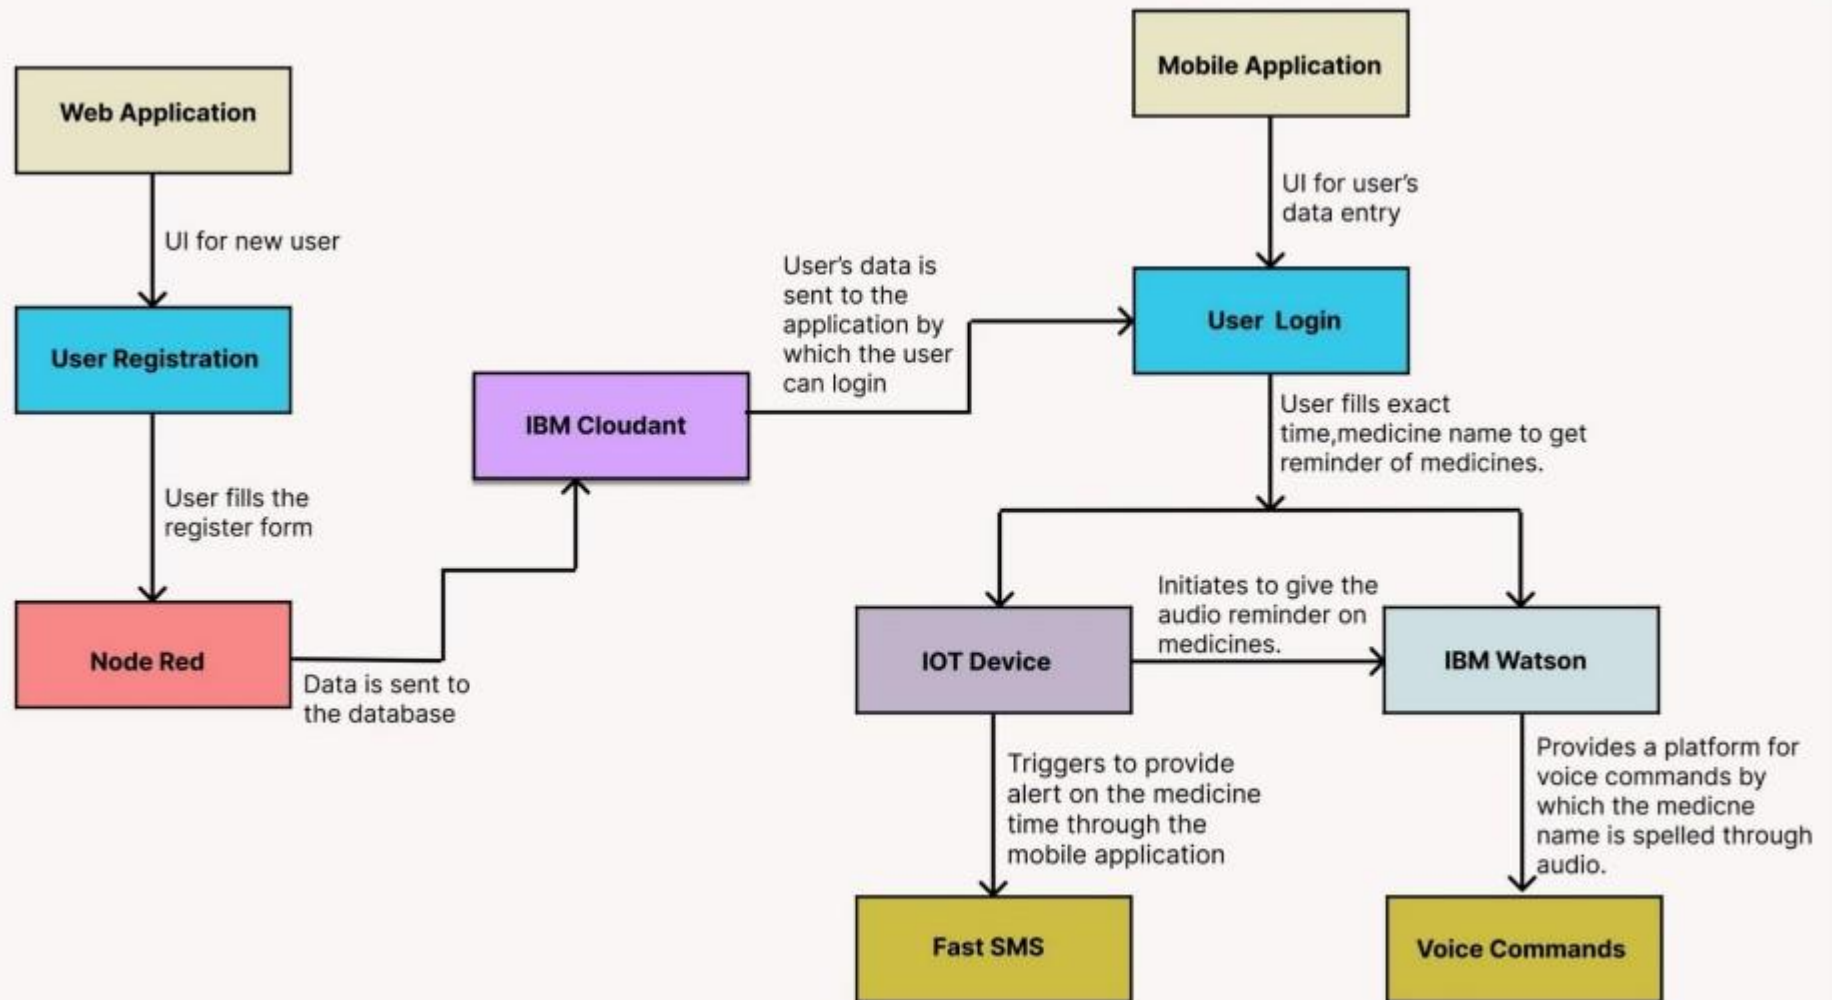 Web Application
UI for new user
User Registration
User fills the
register form
Node Red
Data is sent to
the database
IBM Cloudant
User's data is
sent to the
application by
which the user
can login
Mobile Application
UI for user's
data entry
User Login
User fills exact
time,medicine name to get
reminder of medicines.
IOT Device
Initiates to give the
audio reminder on
medicines.
IBM Watson
Triggers to provide
alert on the medicine
time through the
mobile application
Fast SMS
Provides a platform for
voice commands by
which the medicne
name is spelled through
audio.
Voice Commands